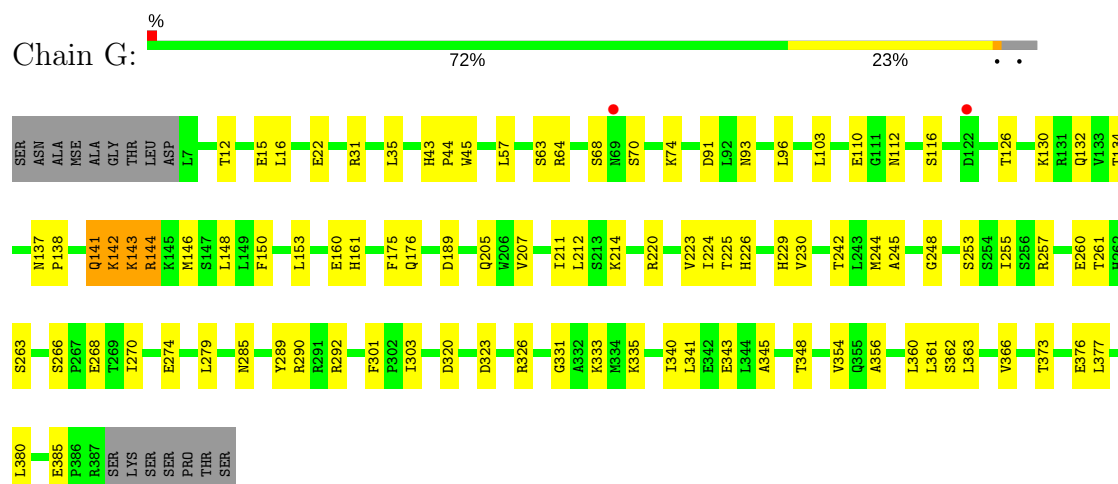 %
Chain G:
72% 23% • •
SER ASN ALA MSE ALA GLY THR LEU ASP L7 T12 E15 L16 E22 R31 L35 H43 P44 W45 L57 S63 R64 S68 N69 S70 K74 D91 L92 N93 L96 L103 E110 G111 N112 S116 D122 T126 K130 R131 Q132 V133 T134
N137 P138 Q141 K142 K143 R144 K145 M146 S147 L148 L149 F150 L153 E160 H161 F175 Q176 D189 Q205 W206 V207 I211 L212 S213 K214 R220 V223 I224 T225 H226 H229 V230 T242 L243 M244 A245 G248 S253 S254 I255 S256 R257 E260 T261 H262
S263 S266 P267 E268 T269 I270 E274 L279 N285 Y289 R290 R291 R292 F301 P302 I303 D320 D323 R326 G331 A332 K333 M334 K335 I340 L341 E342 E343 L344 A345 T348 V354 Q355 A356 L360 L361 S362 L363 V366 T373 E376 L377
L380 E385 P386 R387 SER LYS SER SER PRO THR SER